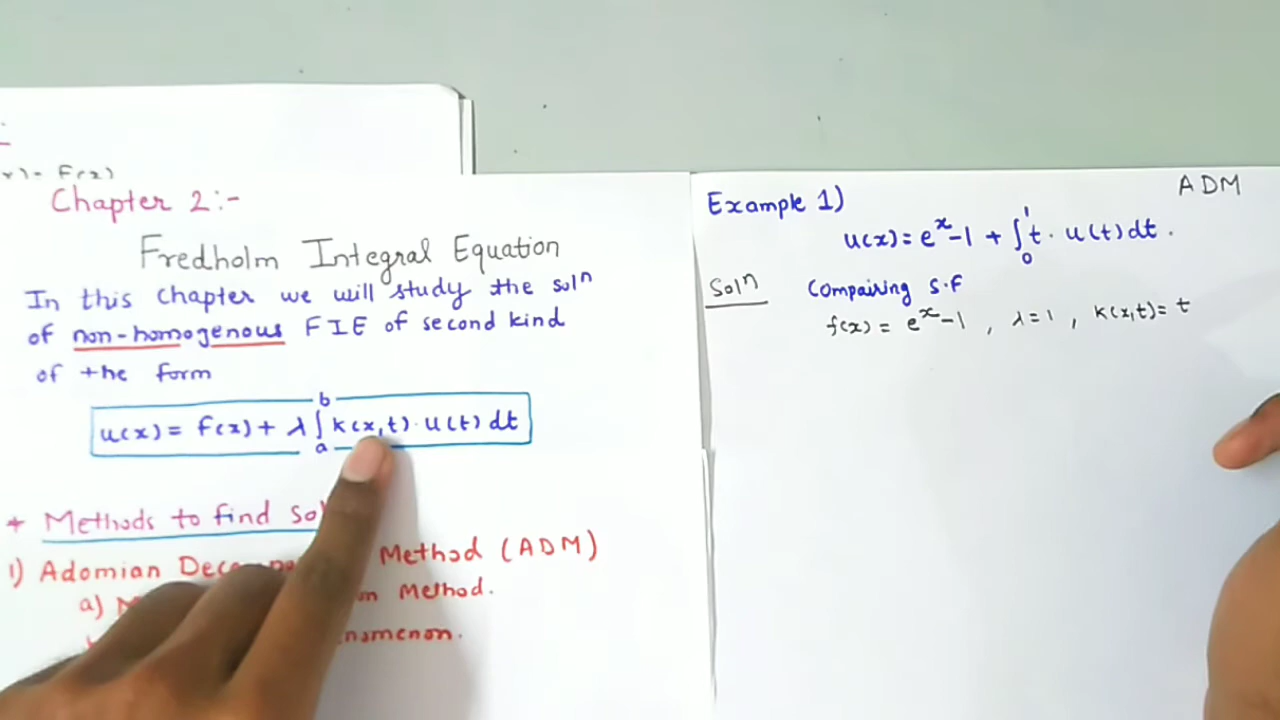 x)= F(x)
Chapter 2:-
Fredholm Integral Equation
In this Chapter we will study the solⁿ
of non-homogenous FIE of second kind
of the form
u(x) = f(x) + λ ∫ₐᵇ k(x,t) · u(t) dt
* Methods to find
1) Adomian Method (ADM)
a) Method.
Example 1)
ADM
u(x) = eˣ-1 + ∫₀¹ t · u(t) dt .
Solⁿ Compairing S.F
f(x) = eˣ-1 , λ=1 , k(x,t)= t